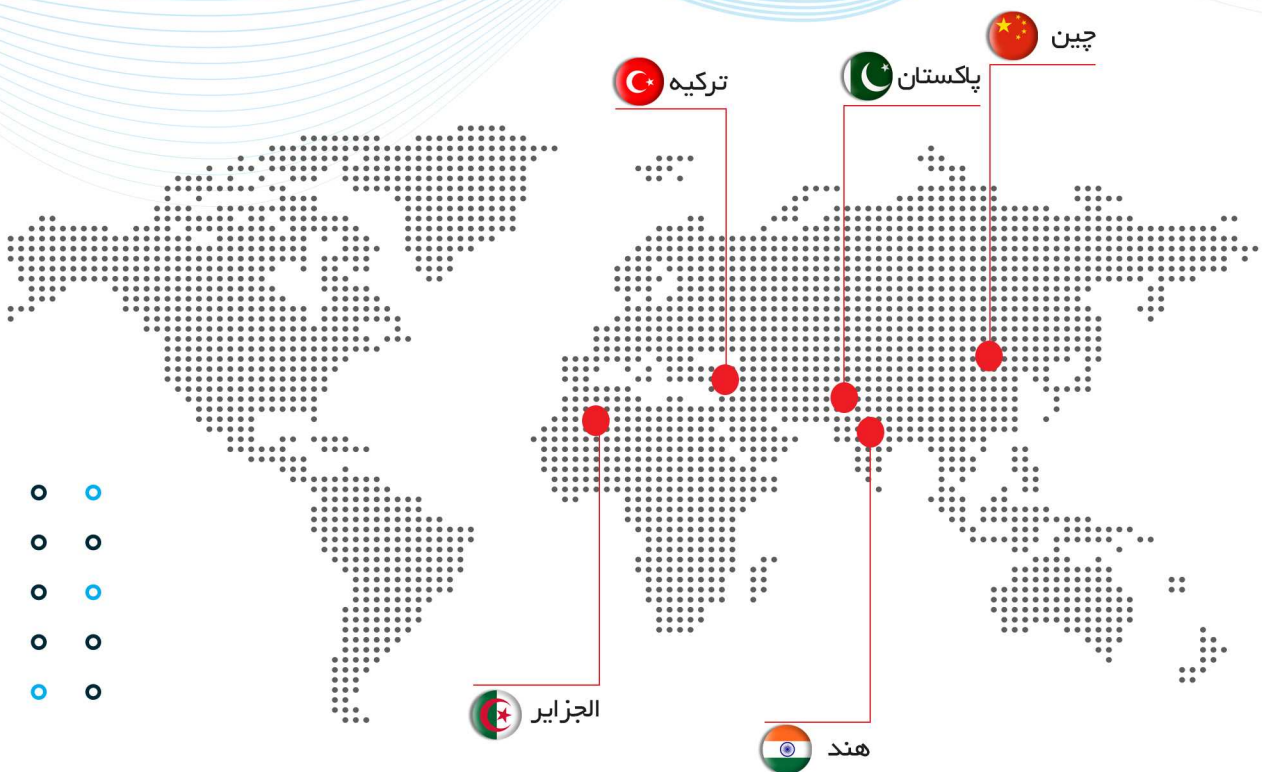 چین
پاکستان
ترکیه
الجزایر
هند